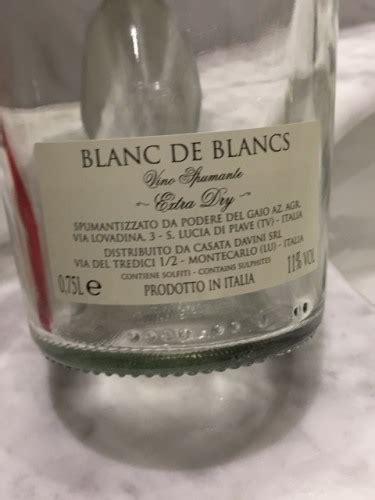 BLANC DE BLANCS
Vino Spumante
Extra Dry
SPUMANTIZZATO DA PODERE DEL GAIO AZ. AGR.
VIA LOVADINA, 3 - S. LUCIA DI PIAVE (TV) - ITALIA
DISTRIBUITO DA CASATA DAVINI SRL
VIA DEL TREDICI 1/2 - MONTECARLO (LU) - ITALIA
CONTIENE SOLFITI - CONTAINS SULPHITES
0,75L e PRODOTTO IN ITALIA 11% VOL